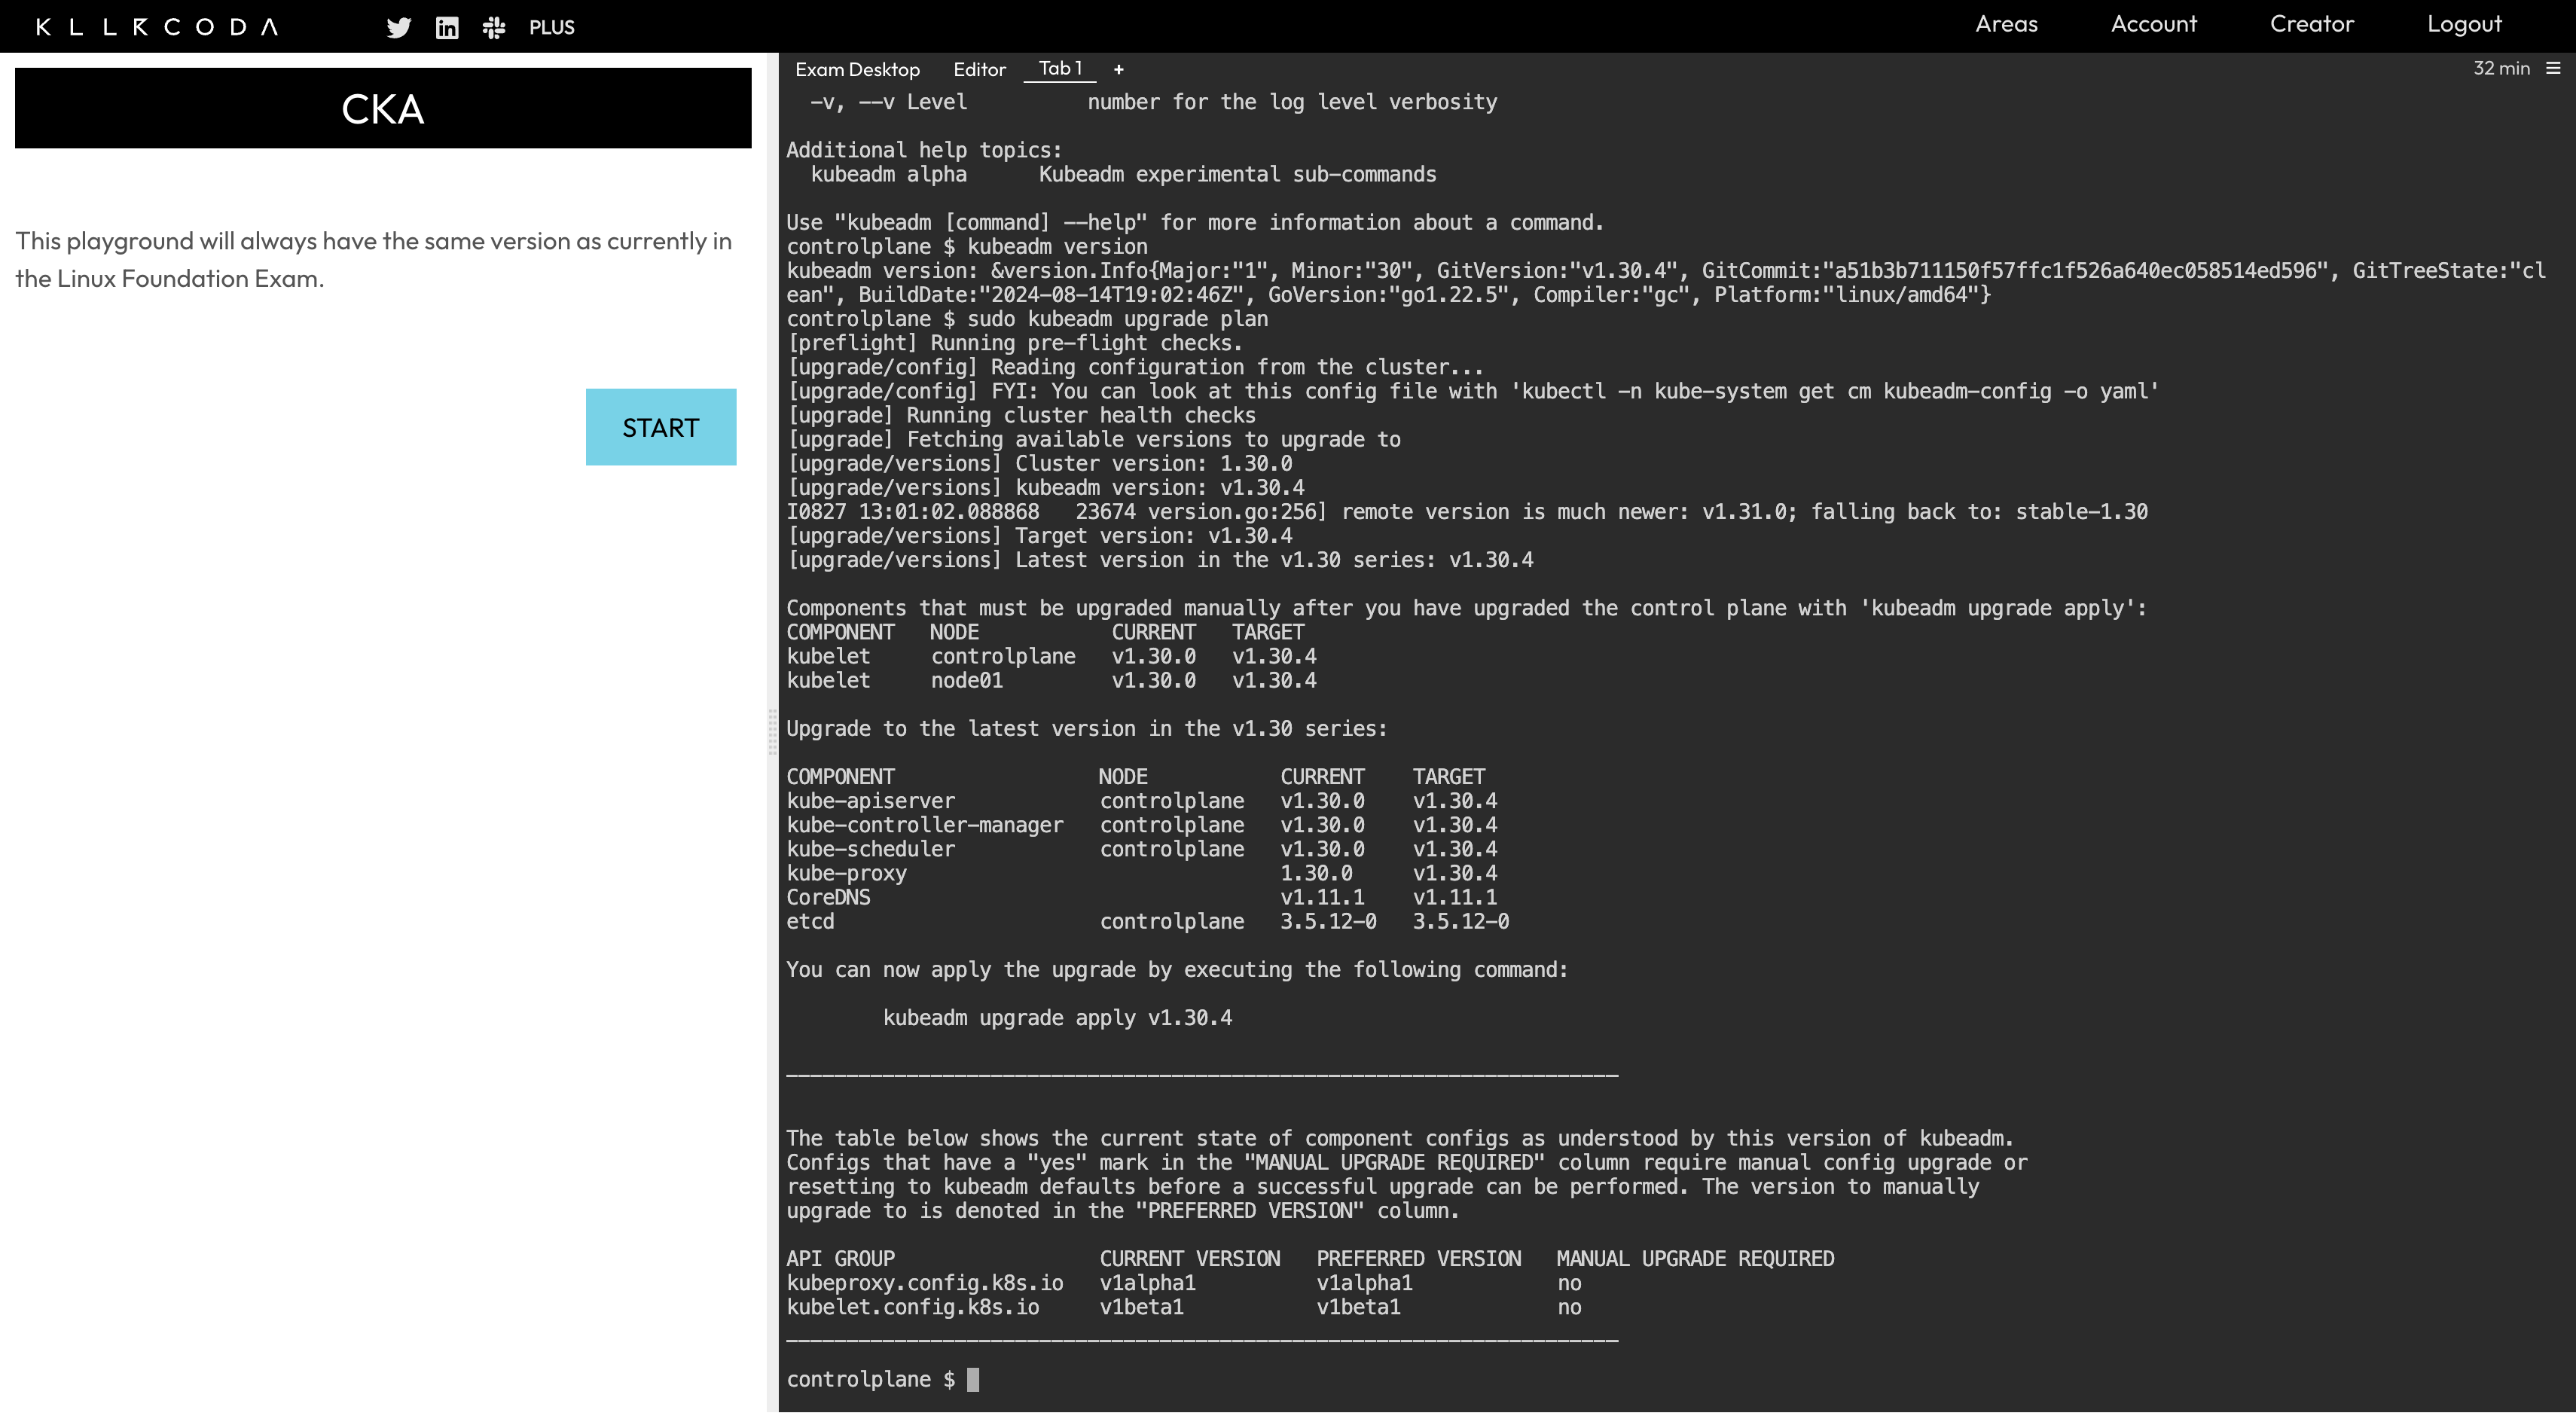 KLLRCODA PLUS Areas Account Creator Logout
CKA
This playground will always have the same version as currently in
the Linux Foundation Exam.
START
Exam Desktop Editor Tab 1 + 32 min
-v, --v Level          number for the log level verbosity
Additional help topics:
  kubeadm alpha      Kubeadm experimental sub-commands
Use "kubeadm [command] --help" for more information about a command.
controlplane $ kubeadm version
kubeadm version: &version.Info{Major:"1", Minor:"30", GitVersion:"v1.30.4", GitCommit:"a51b3b711150f57ffc1f526a640ec058514ed596", GitTreeState:"cl
ean", BuildDate:"2024-08-14T19:02:46Z", GoVersion:"go1.22.5", Compiler:"gc", Platform:"linux/amd64"}
controlplane $ sudo kubeadm upgrade plan
[preflight] Running pre-flight checks.
[upgrade/config] Reading configuration from the cluster...
[upgrade/config] FYI: You can look at this config file with 'kubectl -n kube-system get cm kubeadm-config -o yaml'
[upgrade] Running cluster health checks
[upgrade] Fetching available versions to upgrade to
[upgrade/versions] Cluster version: 1.30.0
[upgrade/versions] kubeadm version: v1.30.4
I0827 13:01:02.088868   23674 version.go:256] remote version is much newer: v1.31.0; falling back to: stable-1.30
[upgrade/versions] Target version: v1.30.4
[upgrade/versions] Latest version in the v1.30 series: v1.30.4
Components that must be upgraded manually after you have upgraded the control plane with 'kubeadm upgrade apply':
COMPONENT   NODE           CURRENT   TARGET
kubelet     controlplane   v1.30.0   v1.30.4
kubelet     node01         v1.30.0   v1.30.4
Upgrade to the latest version in the v1.30 series:
COMPONENT                 NODE           CURRENT    TARGET
kube-apiserver            controlplane   v1.30.0    v1.30.4
kube-controller-manager   controlplane   v1.30.0    v1.30.4
kube-scheduler            controlplane   v1.30.0    v1.30.4
kube-proxy                               1.30.0     v1.30.4
CoreDNS                                  v1.11.1    v1.11.1
etcd                      controlplane   3.5.12-0   3.5.12-0
You can now apply the upgrade by executing the following command:
        kubeadm upgrade apply v1.30.4
_____________________________________________________________________
The table below shows the current state of component configs as understood by this version of kubeadm.
Configs that have a "yes" mark in the "MANUAL UPGRADE REQUIRED" column require manual config upgrade or
resetting to kubeadm defaults before a successful upgrade can be performed. The version to manually
upgrade to is denoted in the "PREFERRED VERSION" column.
API GROUP                 CURRENT VERSION   PREFERRED VERSION   MANUAL UPGRADE REQUIRED
kubeproxy.config.k8s.io   v1alpha1          v1alpha1            no
kubelet.config.k8s.io     v1beta1           v1beta1             no
_____________________________________________________________________
controlplane $